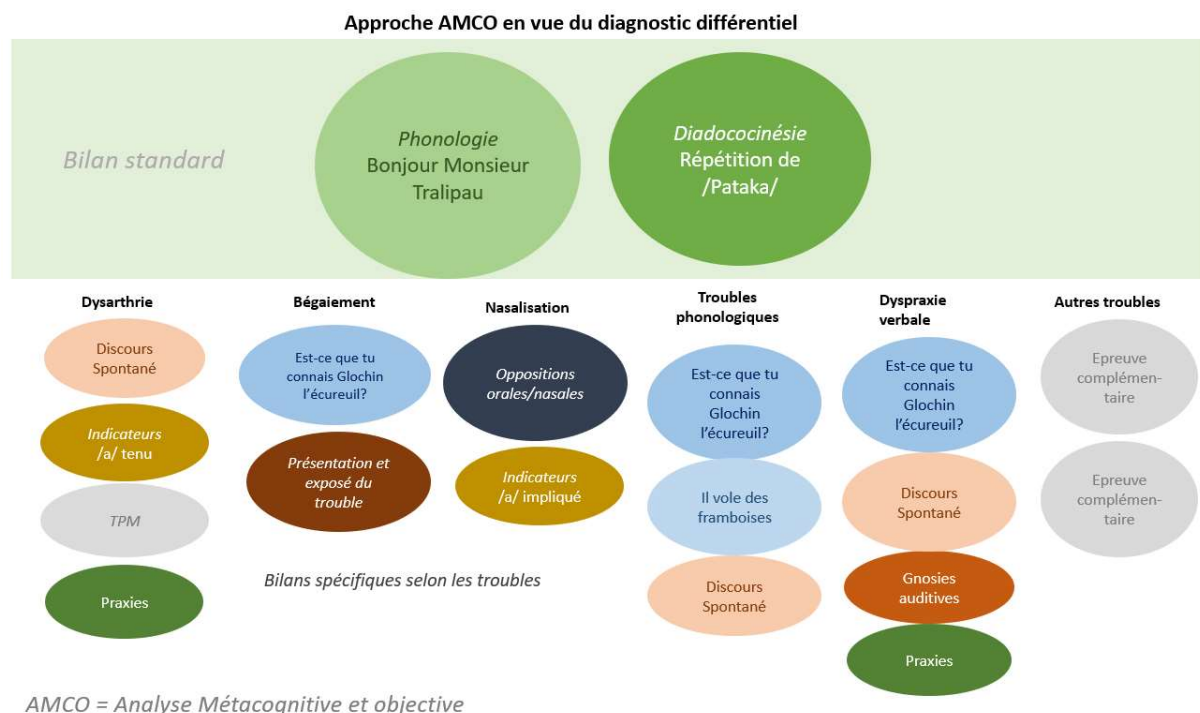 Approche AMCO en vue du diagnostic différentiel
Bilan standard
Phonologie
Bonjour Monsieur
Tralipau
Diadococinésie
Répétition de
/Pataka/
Dysarthrie
Discours
Spontané
Indicateurs
/a/ tenu
TPM
Praxies
Bégaiement
Est-ce que tu
connais Glochin
l'écureuil?
Présentation et
exposé du
trouble
Nasalisation
Oppositions
orales/nasales
Indicateurs
/a/ impliqué
Bilans spécifiques selon les troubles
Troubles
phonologiques
Est-ce que tu
connais
Glochin
l'écureuil?
Il vole des
framboises
Discours
Spontané
Dyspraxie
verbale
Est-ce que tu
connais
Glochin
l'écureuil?
Discours
Spontané
Gnosies
auditives
Praxies
Autres troubles
Epreuve
complémen-
taire
Epreuve
complémen-
taire
AMCO = Analyse Métacognitive et objective